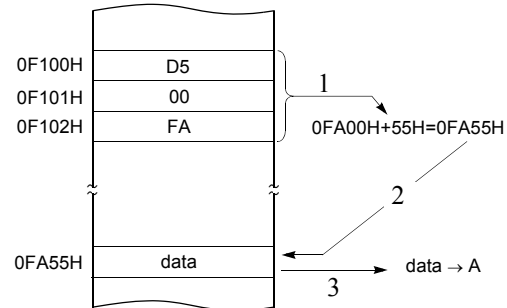 0F100H D5
0F101H 00
0F102H FA
1
0FA00H+55H=0FA55H
2
0FA55H data
3
data → A